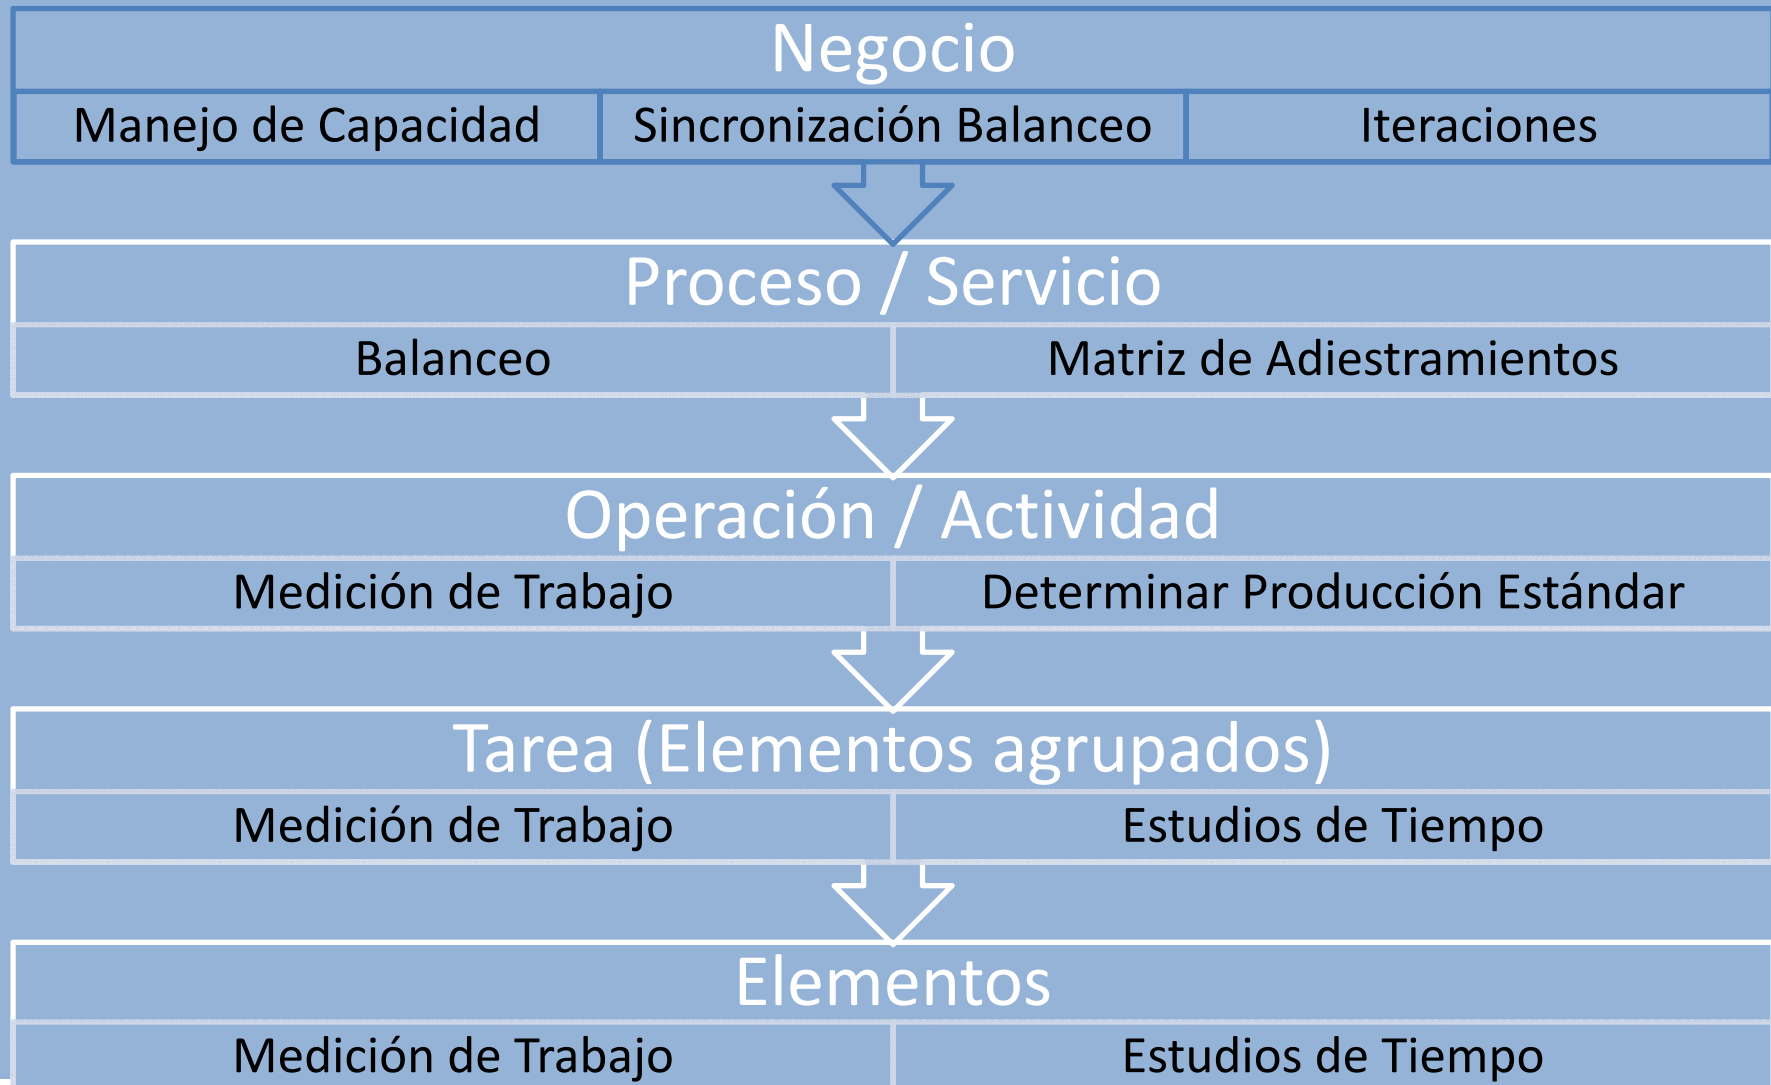 Negocio
Manejo de Capacidad
Sincronización Balanceo
Iteraciones
Proceso / Servicio
Balanceo
Matriz de Adiestramientos
Operación / Actividad
Medición de Trabajo
Determinar Producción Estándar
Tarea (Elementos agrupados)
Medición de Trabajo
Estudios de Tiempo
Elementos
Medición de Trabajo
Estudios de Tiempo